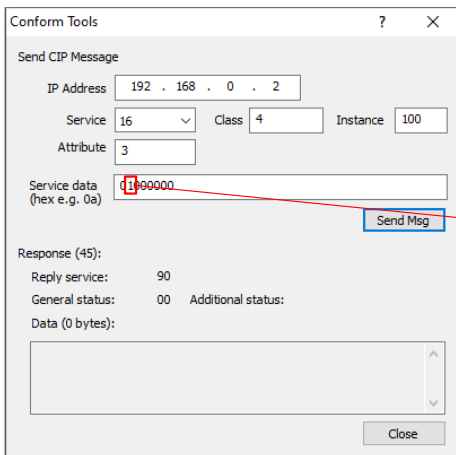 Conform Tools ? ×
Send CIP Message
IP Address 192 . 168 . 0 . 2
Service 16 Class 4 Instance 100
Attribute 3
Service data 01000000
(hex e.g. 0a)
Send Msg
Response (45):
Reply service: 90
General status: 00 Additional status:
Data (0 bytes):
Close